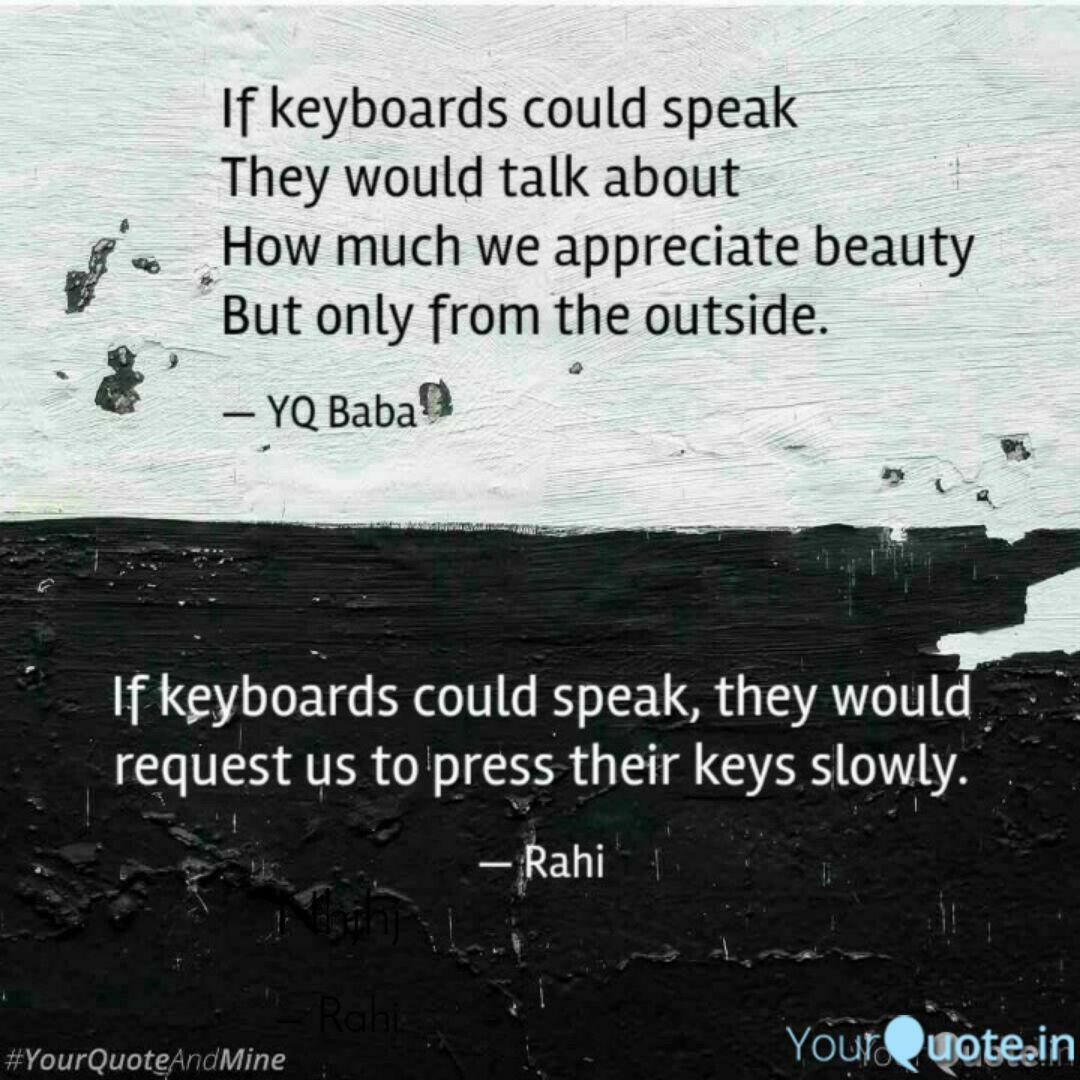 If keyboards could speak
They would talk about
How much we appreciate beauty
But only from the outside.
— YQ Baba
If keyboards could speak, they would
request us to press their keys slowly.
— Rahi
— Rahi
#YourQuoteAndMine
YourQuote.in